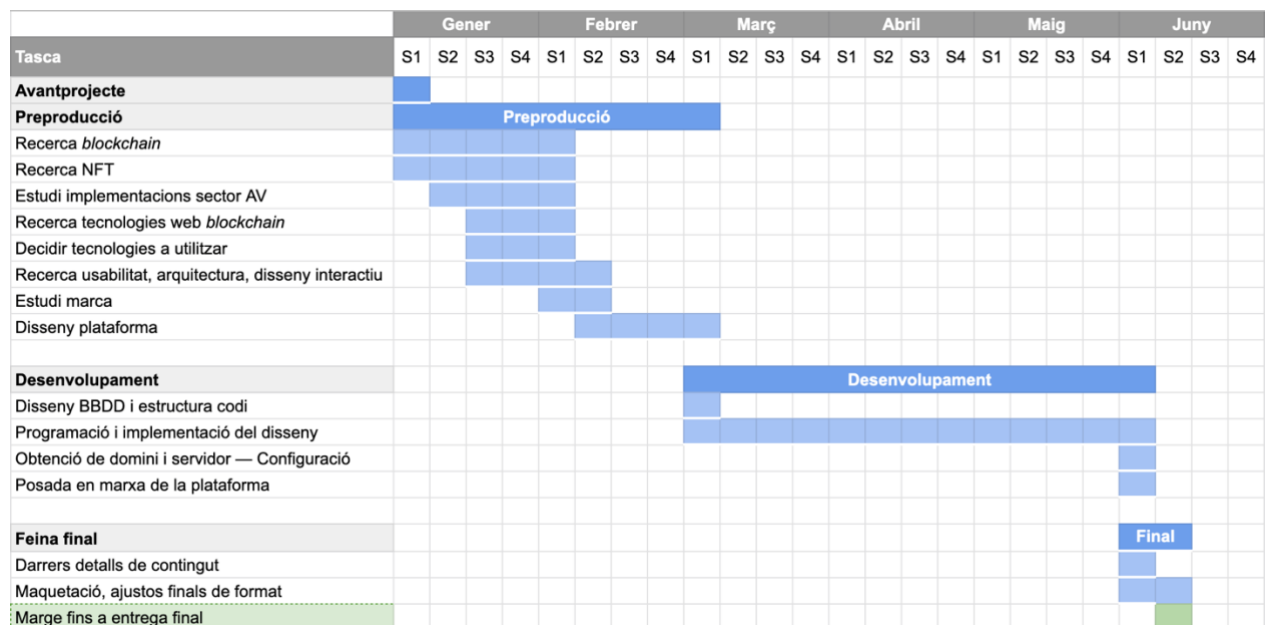 Gener Febrer Març Abril Maig Juny
Tasca S1 S2 S3 S4 S1 S2 S3 S4 S1 S2 S3 S4 S1 S2 S3 S4 S1 S2 S3 S4 S1 S2 S3 S4
Avantprojecte
Preproducció Preproducció
Recerca blockchain
Recerca NFT
Estudi implementacions sector AV
Recerca tecnologies web blockchain
Decidir tecnologies a utilitzar
Recerca usabilitat, arquitectura, disseny interactiu
Estudi marca
Disseny plataforma
Desenvolupament Desenvolupament
Disseny BBDD i estructura codi
Programació i implementació del disseny
Obtenció de domini i servidor — Configuració
Posada en marxa de la plataforma
Feina final Final
Darrers detalls de contingut
Maquetació, ajustos finals de format
Marge fins a entrega final